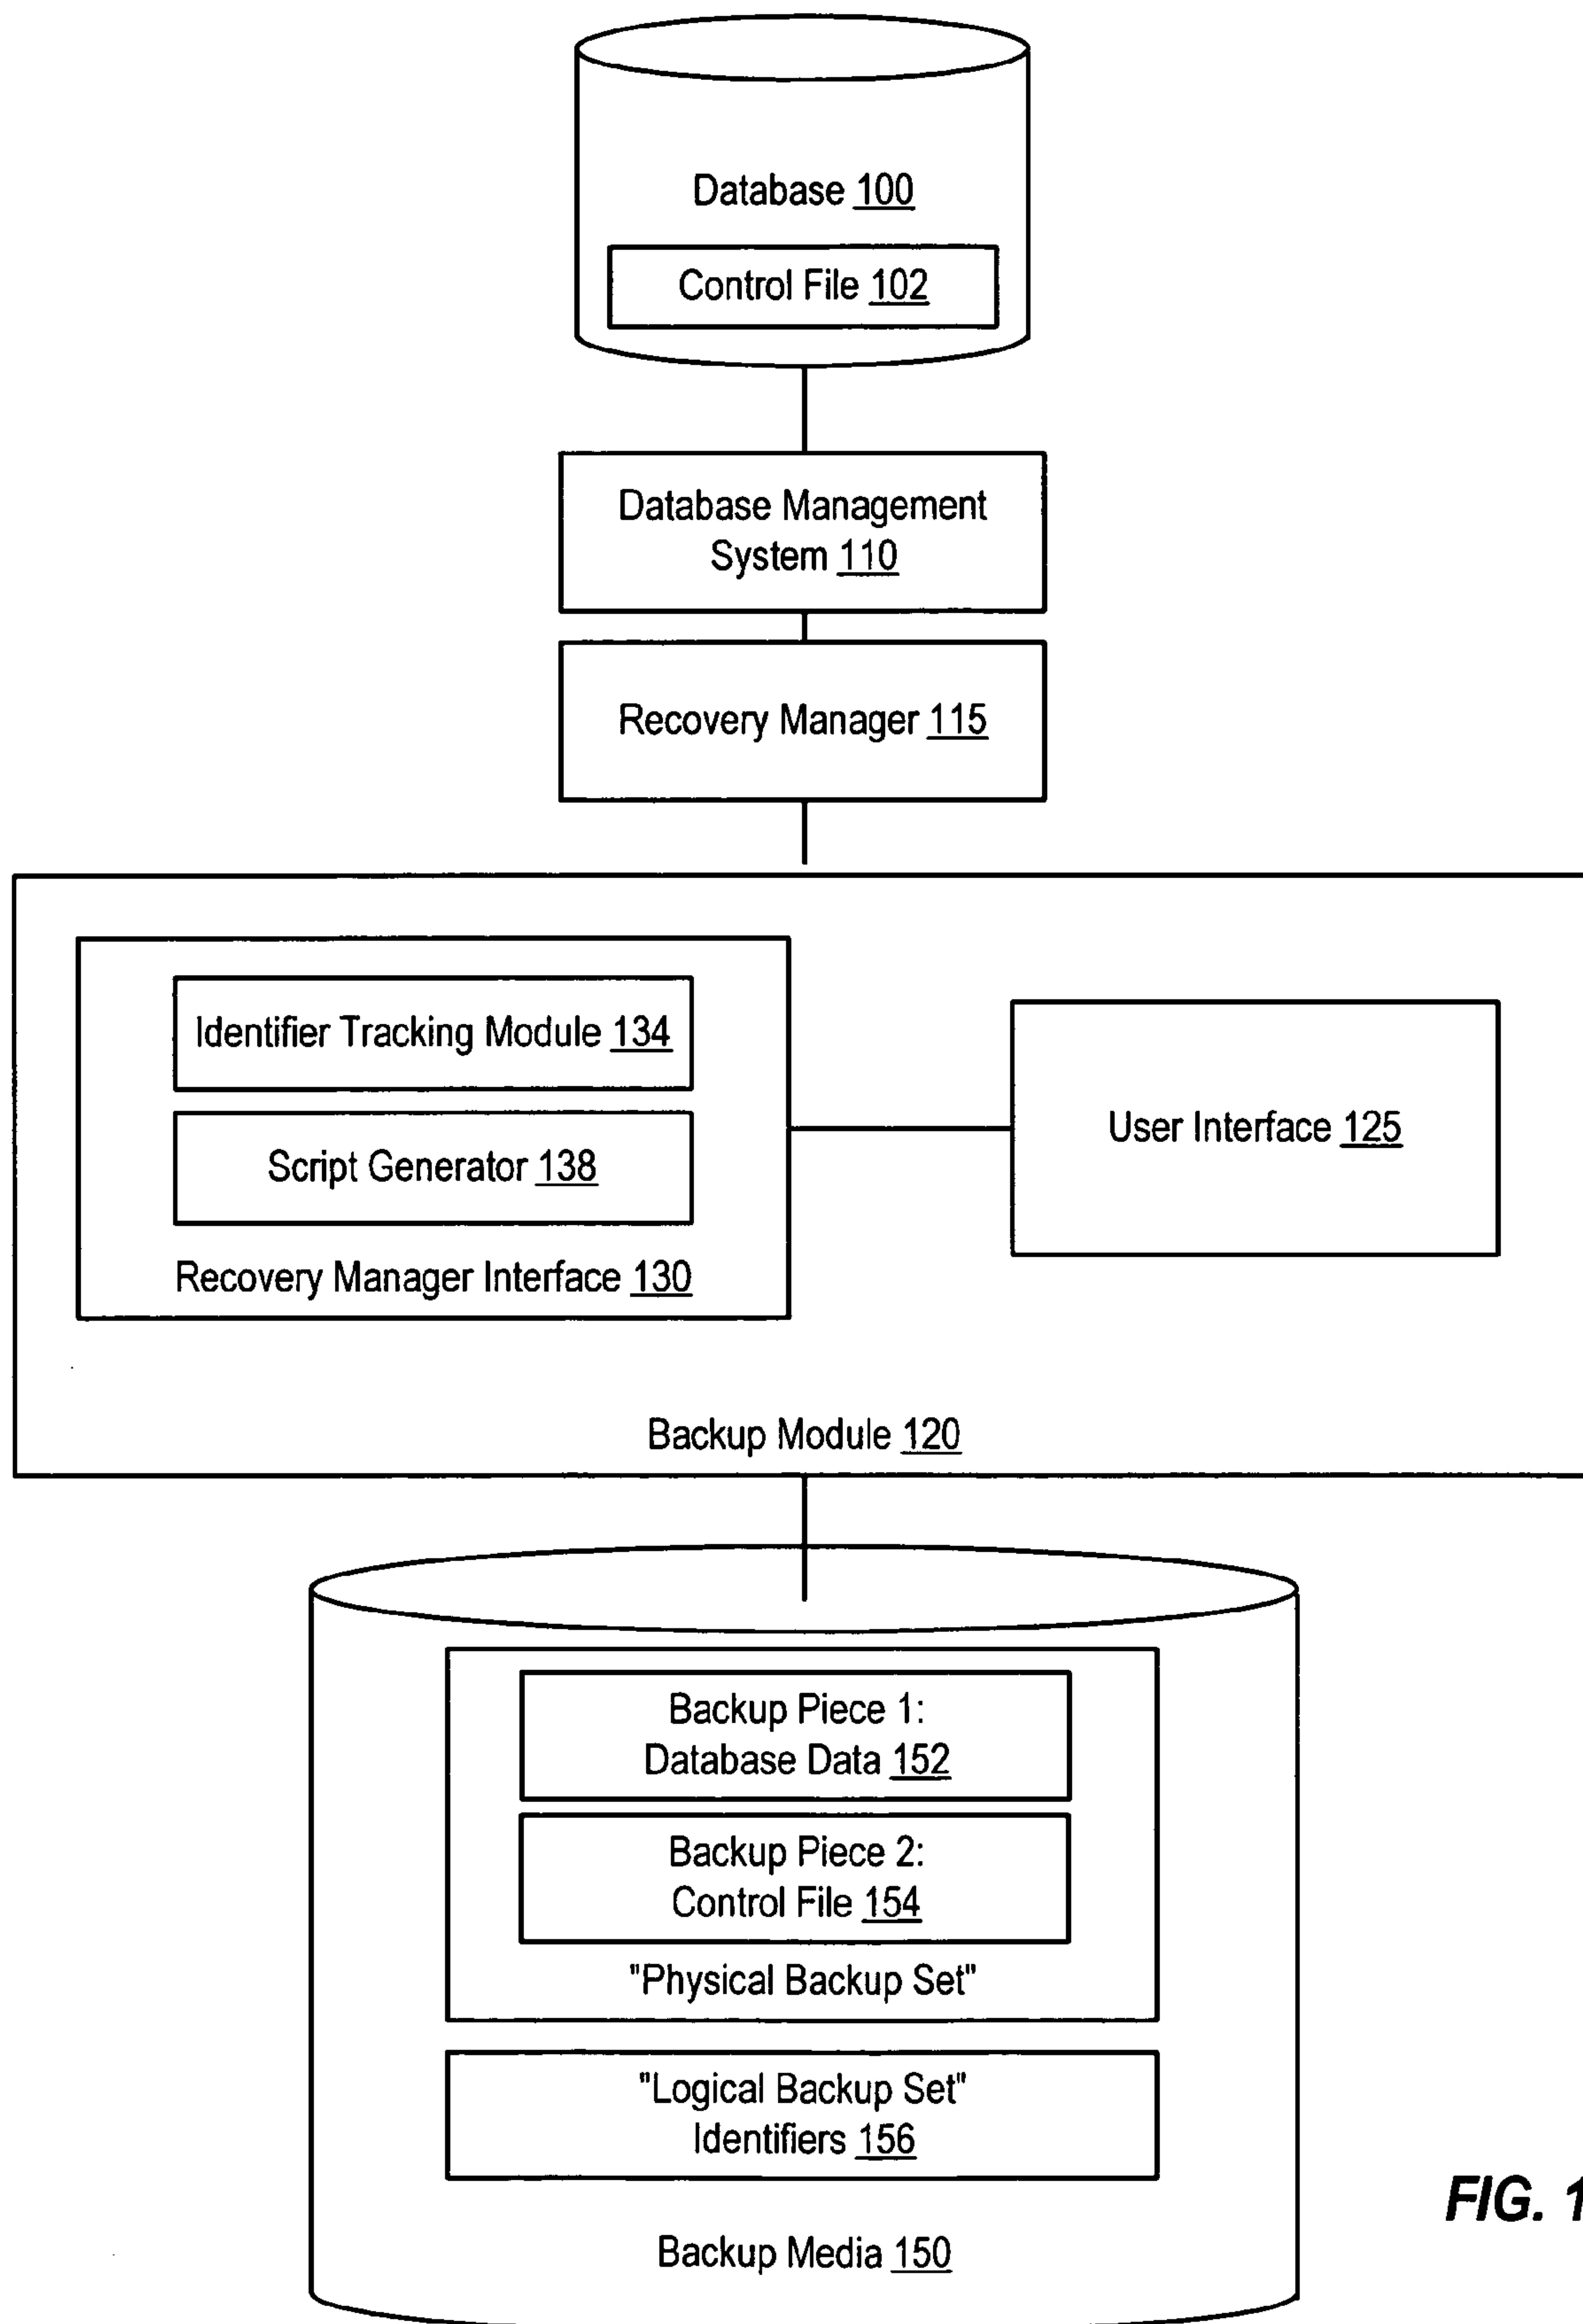 Database 100
Control File 102
Database Management
System 110
Recovery Manager 115
Identifier Tracking Module 134
Script Generator 138
Recovery Manager Interface 130
User Interface 125
Backup Module 120
Backup Piece 1:
Database Data 152
Backup Piece 2:
Control File 154
"Physical Backup Set"
"Logical Backup Set"
Identifiers 156
Backup Media 150
FIG. 1